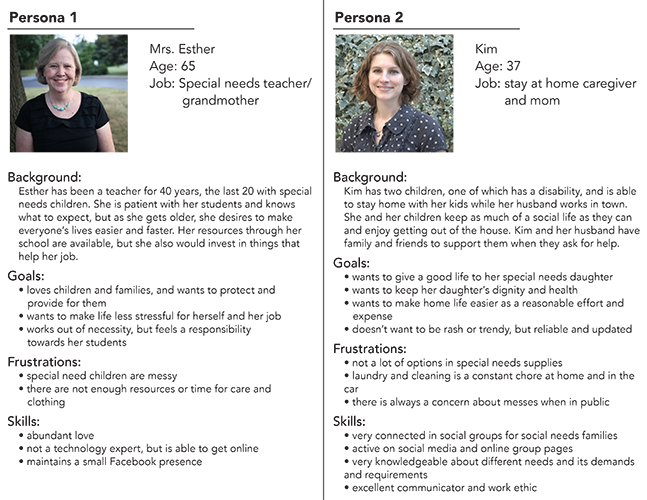 Persona 1
Mrs. Esther
Age: 65
Job: Special needs teacher/
grandmother
Background:
Esther has been a teacher for 40 years, the last 20 with special
needs children. She is patient with her students and knows
what to expect, but as she gets older, she desires to make
everyone's lives easier and faster. Her resources through her
school are available, but she also would invest in things that
help her job.
Goals:
• loves children and families, and wants to protect and
provide for them
• wants to make life less stressful for herself and her job
• works out of necessity, but feels a responsibility
towards her students
Frustrations:
• special need children are messy
• there are not enough resources or time for care and
clothing
Skills:
• abundant love
• not a technology expert, but is able to get online
• maintains a small Facebook presence
Persona 2
Kim
Age: 37
Job: stay at home caregiver
and mom
Background:
Kim has two children, one of which has a disability, and is able
to stay home with her kids while her husband works in town.
She and her children keep as much of a social life as they can
and enjoy getting out of the house. Kim and her husband have
family and friends to support them when they ask for help.
Goals:
• wants to give a good life to her special needs daughter
• wants to keep her daughter's dignity and health
• wants to make home life easier as a reasonable effort and
expense
• doesn't want to be rash or trendy, but reliable and updated
Frustrations:
• not a lot of options in special needs supplies
• laundry and cleaning is a constant chore at home and in the
car
• there is always a concern about messes when in public
Skills:
• very connected in social groups for social needs families
• active on social media and online group pages
• very knowledgeable about different needs and its demands
and requirements
• excellent communicator and work ethic